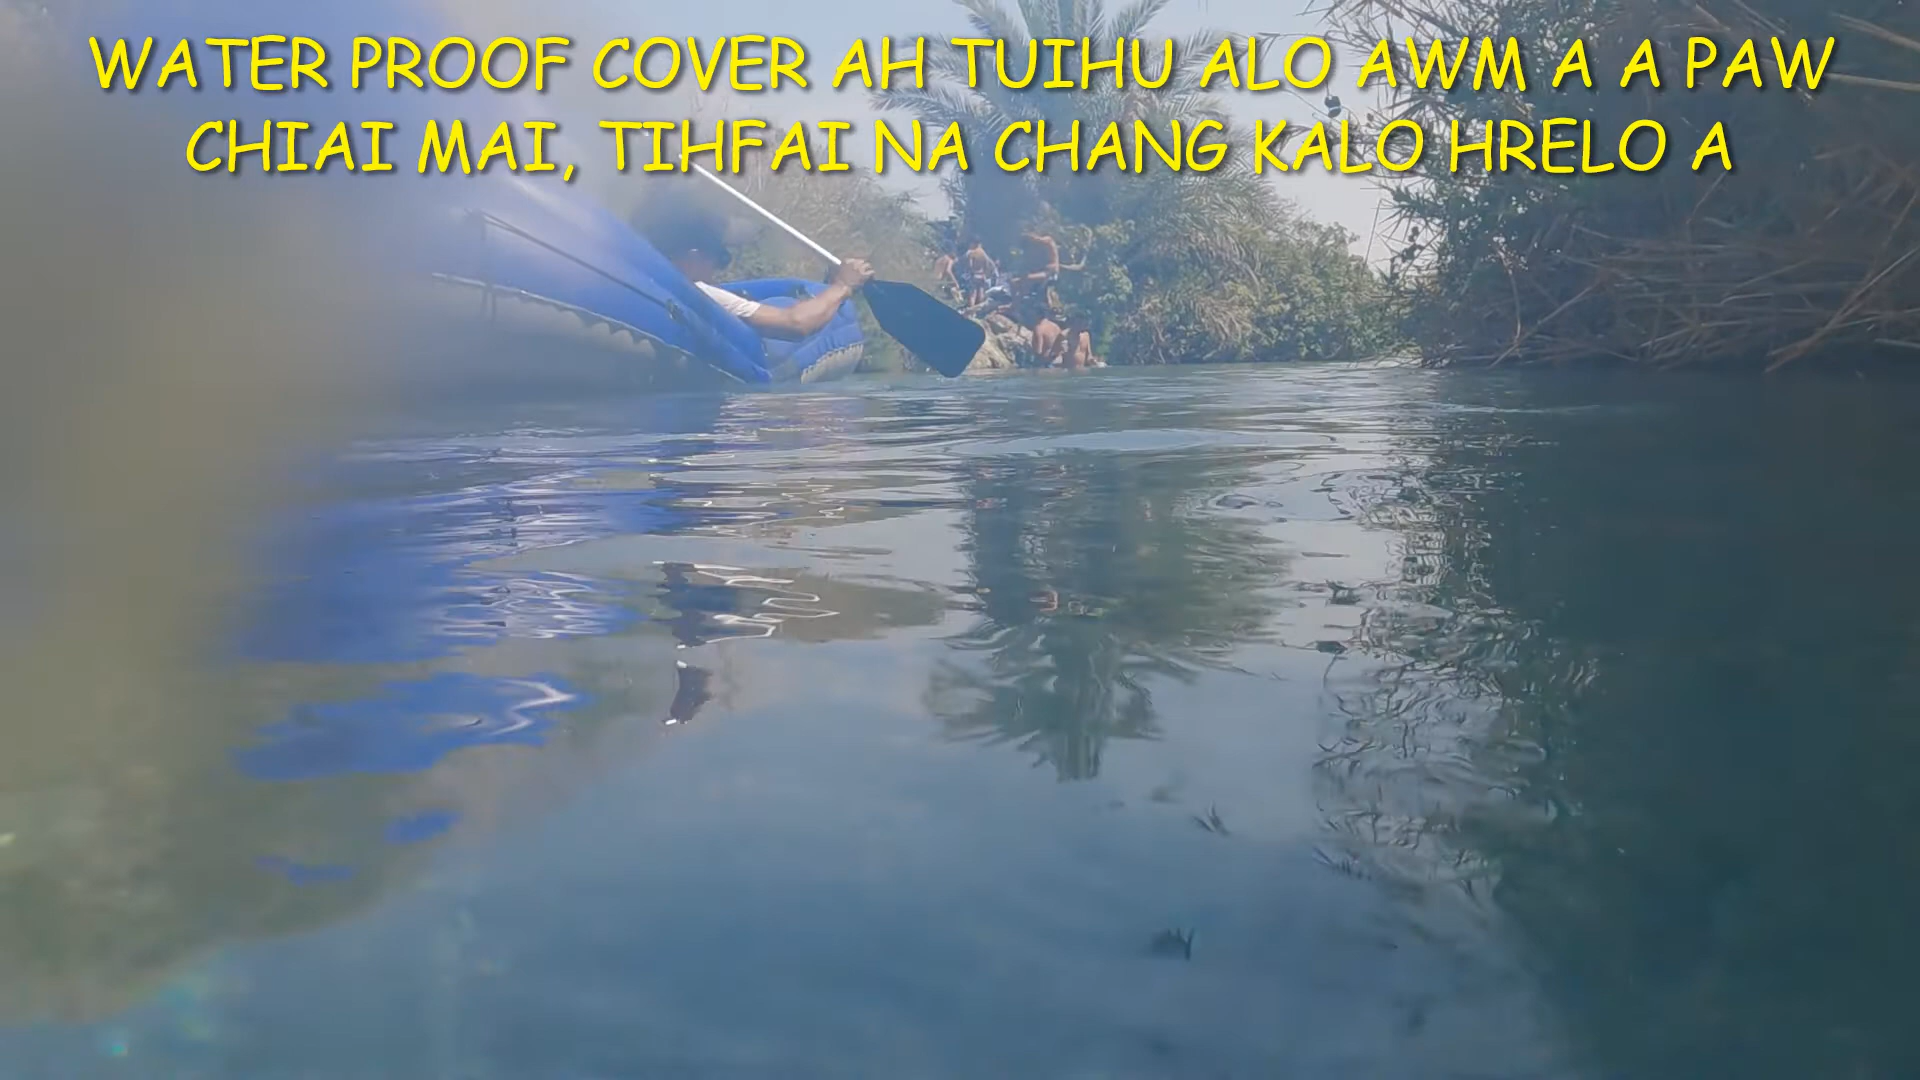 WATER PROOF COVER AH TUIHU ALO AWM A A PAW
CHIAI MAI, TIHFAI NA CHANG KALO HRELO A